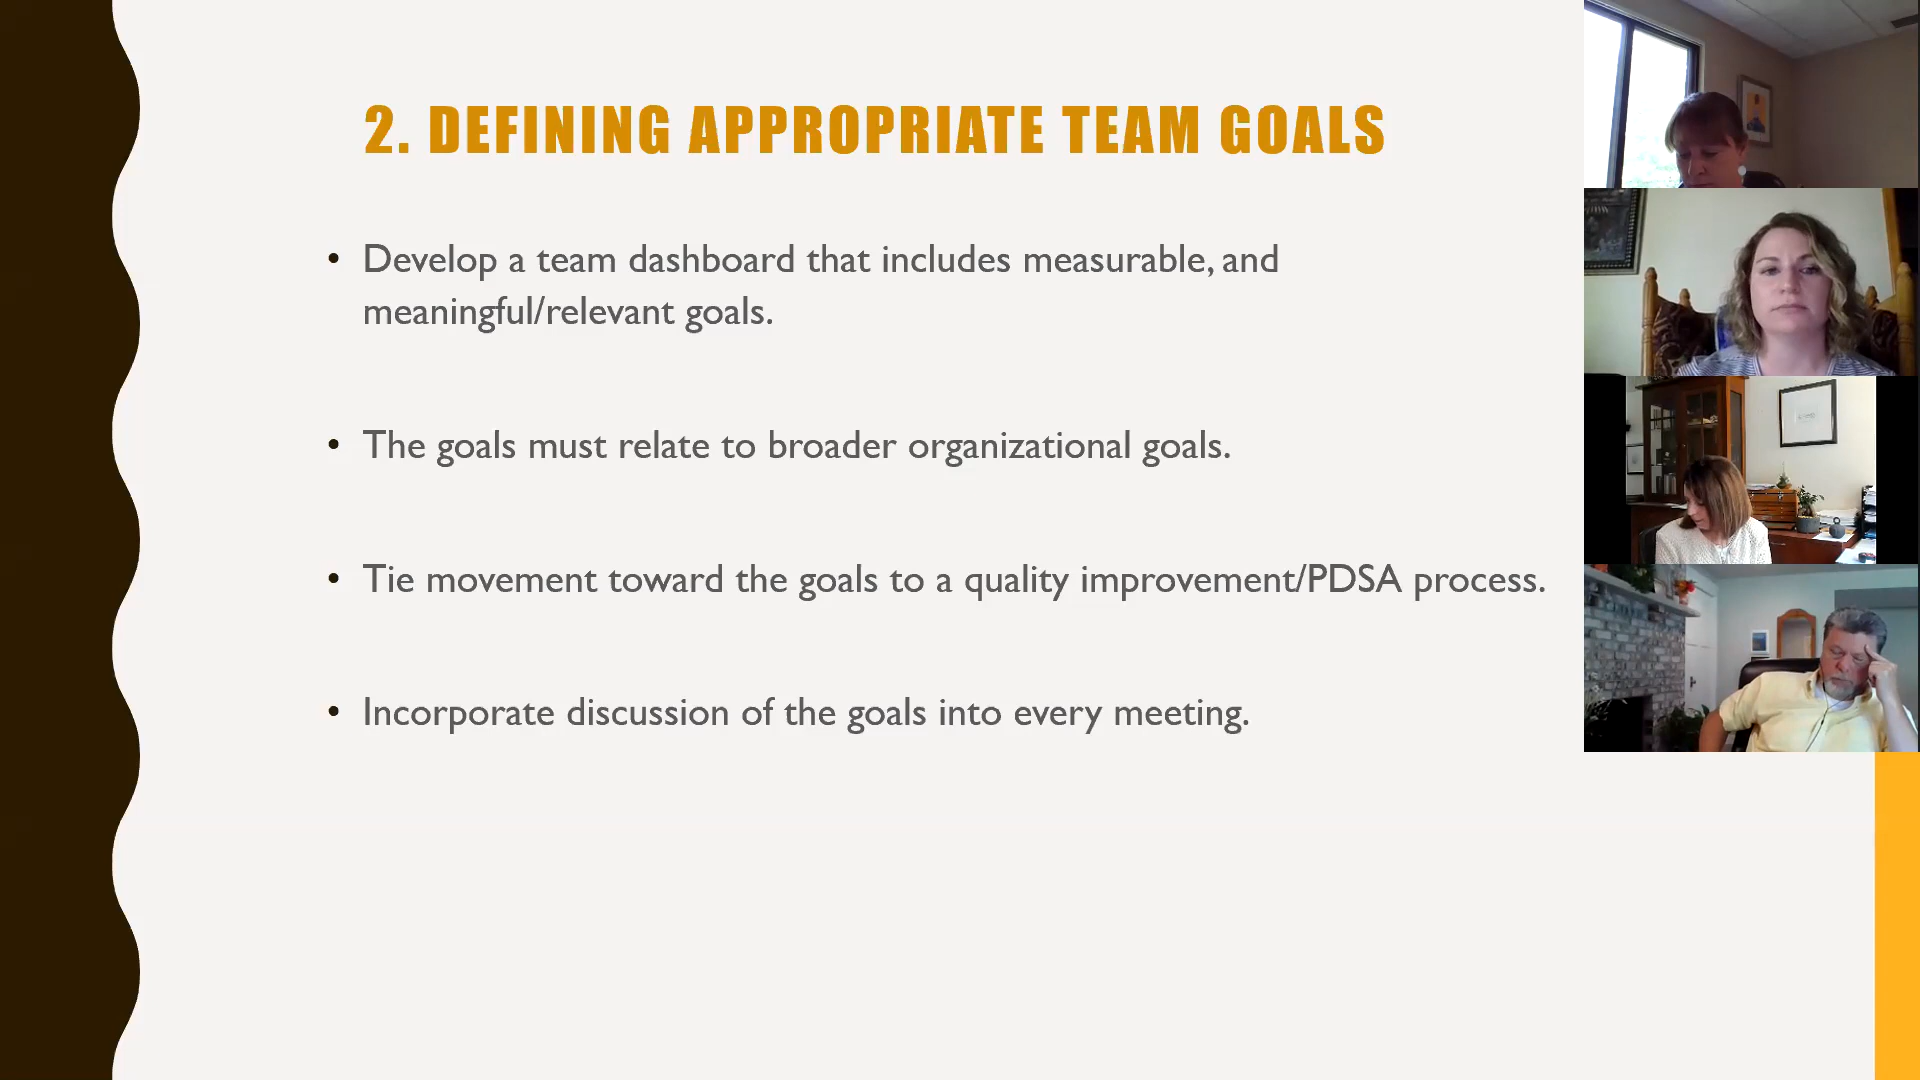 2. DEFINING APPROPRIATE TEAM GOALS
• Develop a team dashboard that includes measurable, and
meaningful/relevant goals.
• The goals must relate to broader organizational goals.
• Tie movement toward the goals to a quality improvement/PDSA process.
• Incorporate discussion of the goals into every meeting.